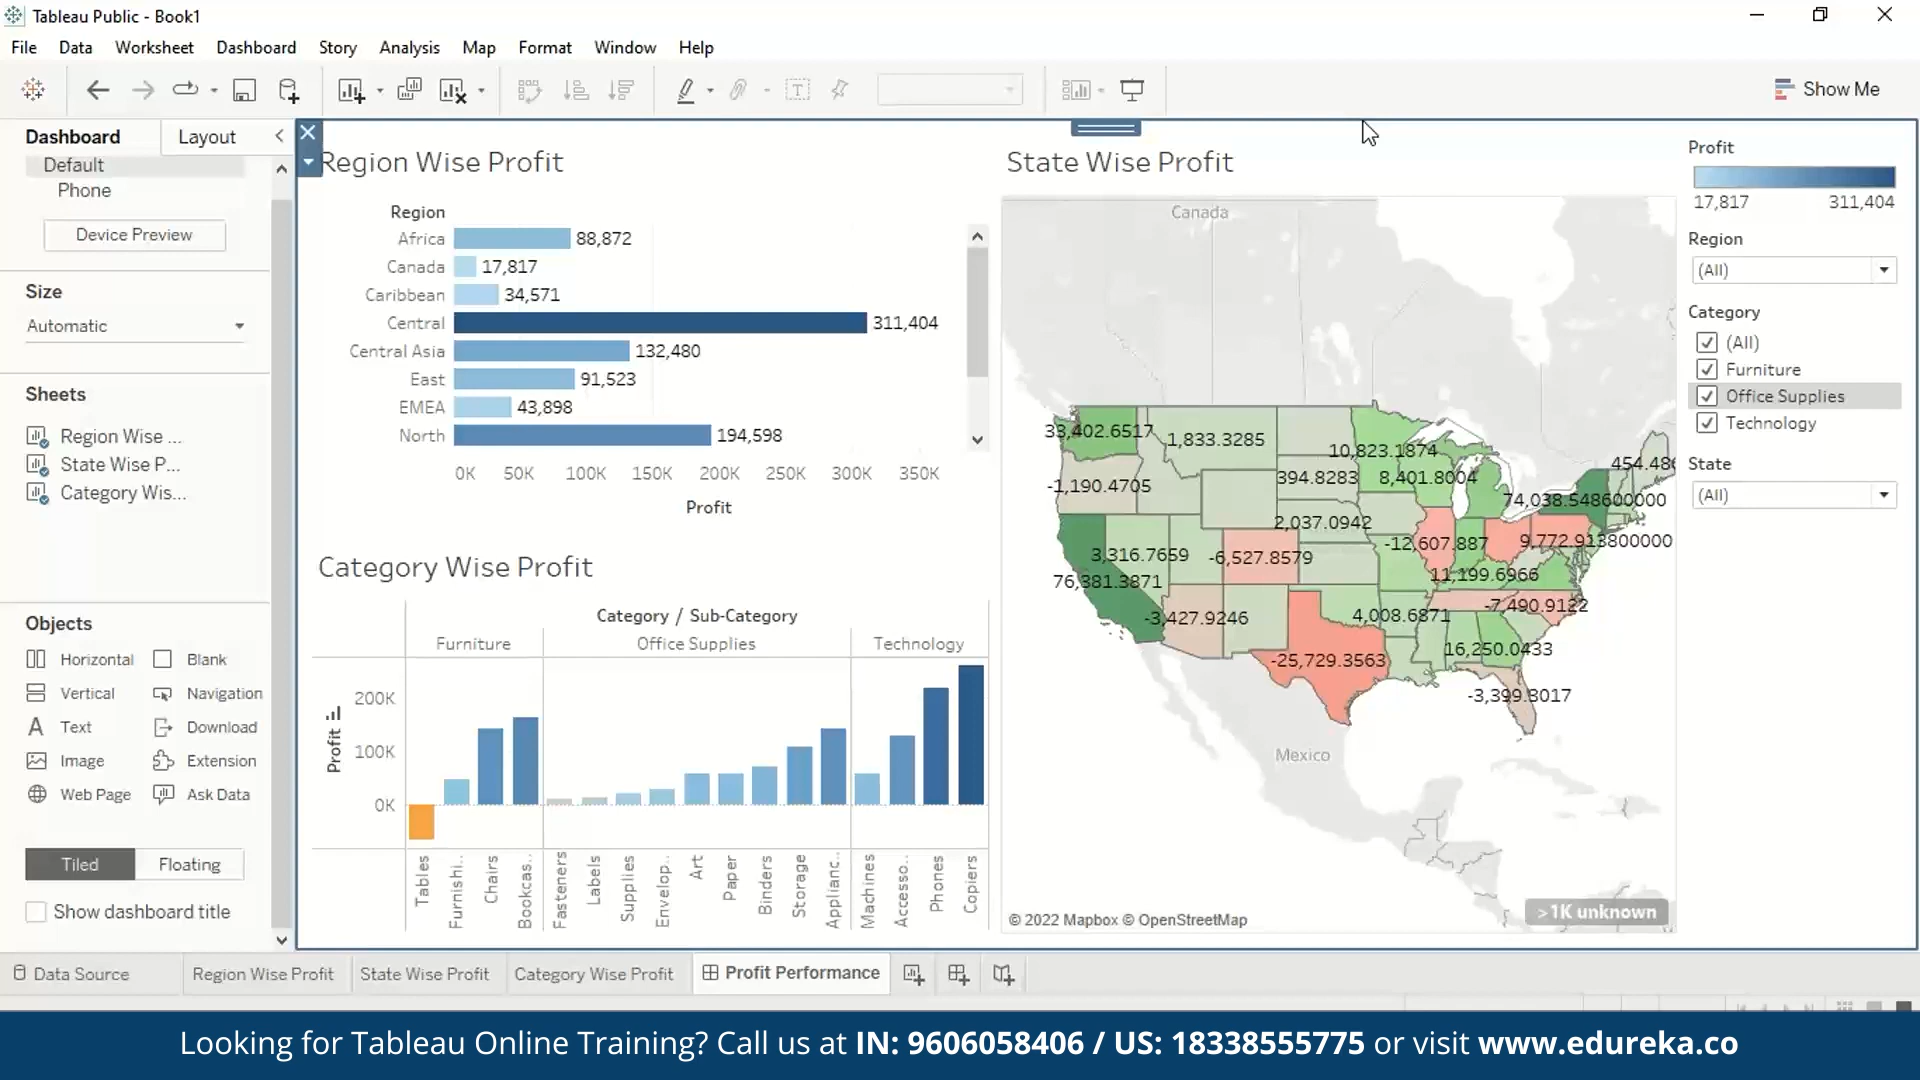 Tableau Public - Book1
File Data Worksheet Dashboard Story Analysis Map Format Window Help
Show Me
Dashboard Layout
Default
Phone
Device Preview
Size
Automatic
Sheets
Region Wise ...
State Wise P...
Category Wis...
Objects
Horizontal Blank
Vertical Navigation
Text Download
Image Extension
Web Page Ask Data
Tiled Floating
Show dashboard title
Region Wise Profit
Region
Africa 88,872
Canada 17,817
Caribbean 34,571
Central 311,404
Central Asia 132,480
East 91,523
EMEA 43,898
North 194,598
0K 50K 100K 150K 200K 250K 300K 350K
Profit
Category Wise Profit
Category / Sub-Category
Furniture Office Supplies Technology
Profit
200K
100K
0K
Tables
Furnishi..
Chairs
Bookcas..
Fasteners
Labels
Supplies
Envelop..
Art
Paper
Binders
Storage
Applianc..
Machines
Accesso..
Phones
Copiers
State Wise Profit
Canada
33,402.6517
1,833.3285
10,823.1874
454.486
-1,190.4705
394.8283
8,401.8004
74,038.548600000
2,037.0942
3,316.7659
-6,527.8579
-12,607.887
9,772.913800000
76,381.3871
11,199.6966
-3,427.9246
4,008.6871
-7,490.9122
-25,729.3563
16,250.0433
-3,399.3017
Mexico
© 2022 Mapbox © OpenStreetMap
>1K unknown
Profit
17,817 311,404
Region
(All)
Category
(All)
Furniture
Office Supplies
Technology
State
(All)
Data Source Region Wise Profit State Wise Profit Category Wise Profit Profit Performance
Looking for Tableau Online Training? Call us at IN: 9606058406 / US: 18338555775 or visit www.edureka.co